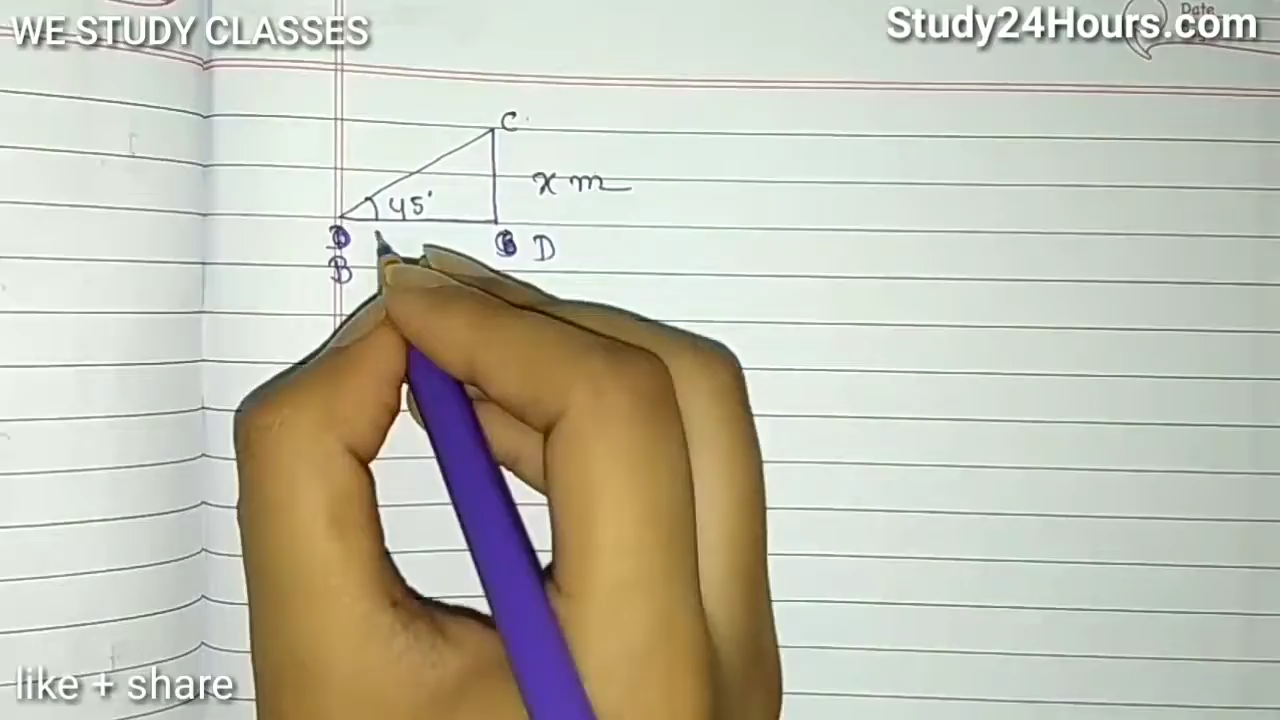 WE STUDY CLASSES
Study24Hours.com
Date
C
x m
45°
D
B
like + share